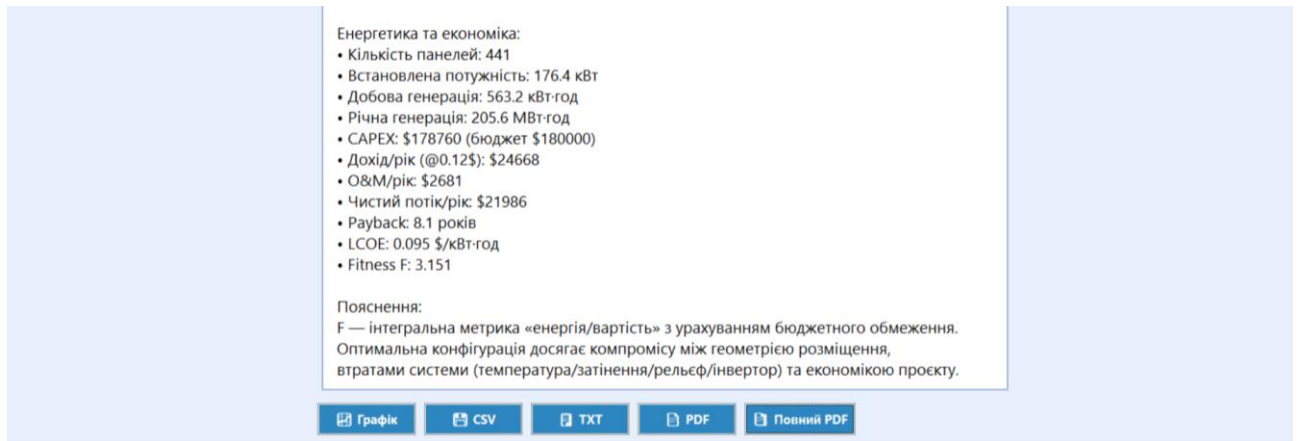 Енергетика та економіка:
• Кількість панелей: 441
• Встановлена потужність: 176.4 кВт
• Добова генерація: 563.2 кВт·год
• Річна генерація: 205.6 МВт·год
• CAPEX: $178760 (бюджет $180000)
• Дохід/рік (@0.12$): $24668
• O&M/рік: $2681
• Чистий потік/рік: $21986
• Payback: 8.1 років
• LCOE: 0.095 $/кВт·год
• Fitness F: 3.151
Пояснення:
F — інтегральна метрика «енергія/вартість» з урахуванням бюджетного обмеження.
Оптимальна конфігурація досягає компромісу між геометрією розміщення,
втратами системи (температура/затінення/рельєф/інвертор) та економікою проєкту.
Графік CSV TXT PDF Повний PDF